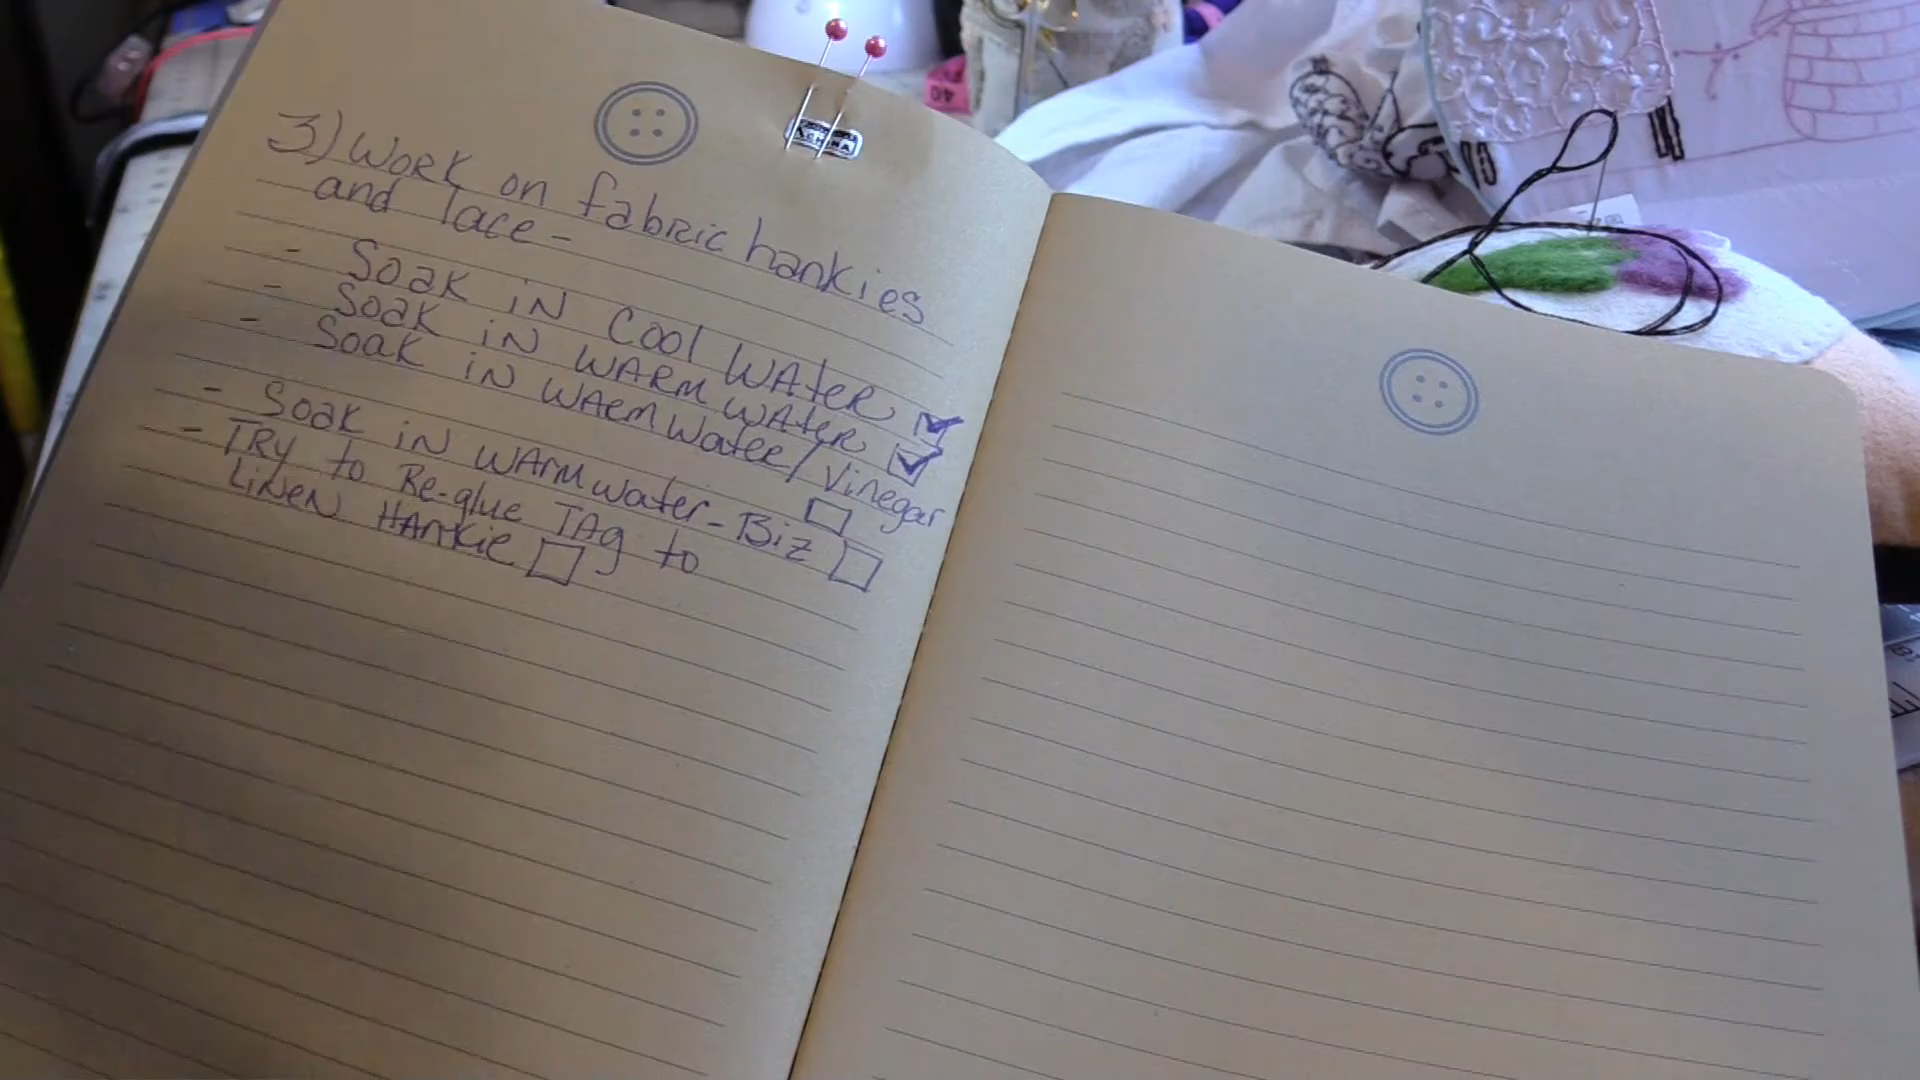 3) Work on fabric hankies
and lace -
- Soak in Cool Water ☑
- Soak in warm water ☑
- Soak in warm water / Vinegar ☐
- Soak in warm water - Biz ☐
- Try to Re-glue Tag to
Linen Hankie ☐
40